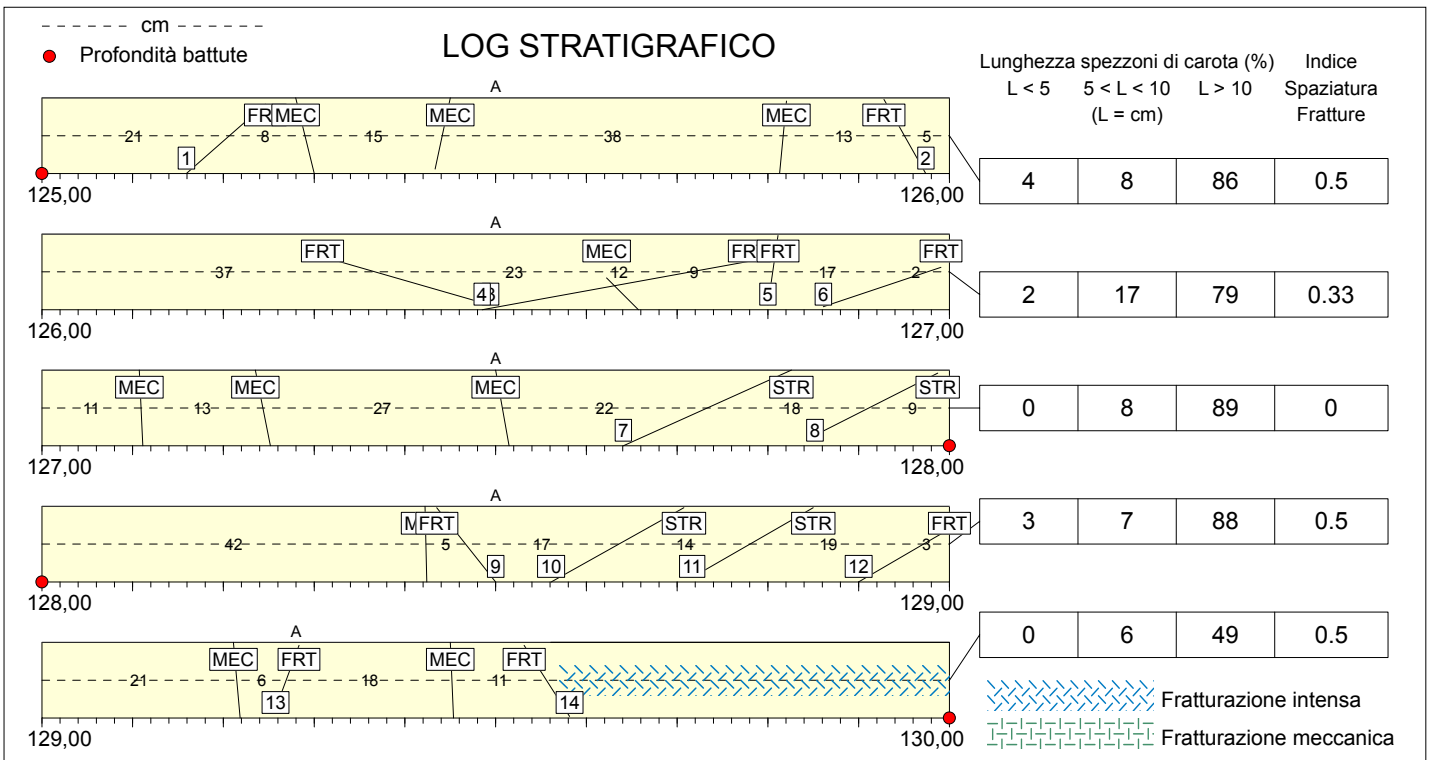 cm
Profondità battute
LOG STRATIGRAFICO
Lunghezza spezzoni di carota (%)
Indice Spaziatura Fratture
L < 5
5 < L < 10
L > 10
(L = cm)
A
FR MEC MEC MEC FRT
21 8 15 38 13 5
1 2
125,00 126,00
4 8 86 0.5
A
FRT MEC FR FRT FRT
37 23 12 9 17 2
4 3 5 6
126,00 127,00
2 17 79 0.33
A
MEC MEC MEC STR STR
11 13 27 22 18 9
7 8
127,00 128,00
0 8 89 0
A
M FRT STR STR FRT
42 5 17 14 19 3
9 10 11 12
128,00 129,00
3 7 88 0.5
A
MEC FRT MEC FRT
21 6 18 11
13 14
129,00 130,00
0 6 49 0.5
Fratturazione intensa
Fratturazione meccanica